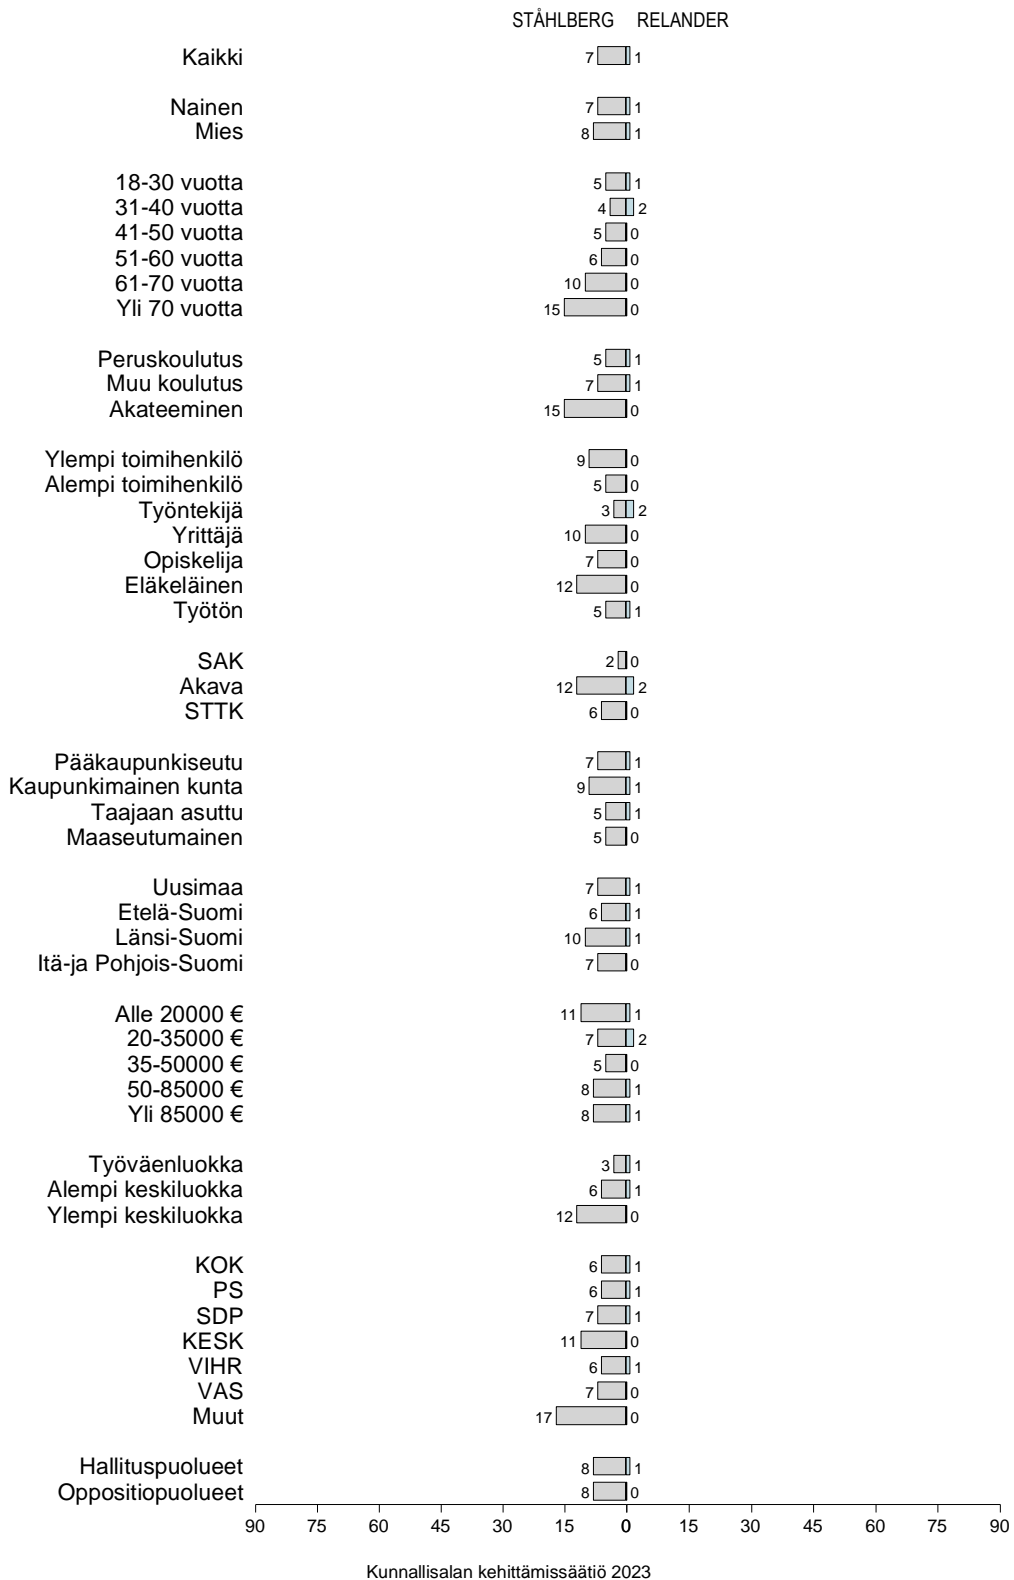 STÅHLBERG RELANDER
Kaikki 7 1
Nainen 7 1
Mies 8 1
18-30 vuotta 5 1
31-40 vuotta 4 2
41-50 vuotta 5 0
51-60 vuotta 6 0
61-70 vuotta 10 0
Yli 70 vuotta 15 0
Peruskoulutus 5 1
Muu koulutus 7 1
Akateeminen 15 0
Ylempi toimihenkilö 9 0
Alempi toimihenkilö 5 0
Työntekijä 3 2
Yrittäjä 10 0
Opiskelija 7 0
Eläkeläinen 12 0
Työtön 5 1
SAK 2 0
Akava 12 2
STTK 6 0
Pääkaupunkiseutu 7 1
Kaupunkimainen kunta 9 1
Taajaan asuttu 5 1
Maaseutumainen 5 0
Uusimaa 7 1
Etelä-Suomi 6 1
Länsi-Suomi 10 1
Itä-ja Pohjois-Suomi 7 0
Alle 20000 € 11 1
20-35000 € 7 2
35-50000 € 5 0
50-85000 € 8 1
Yli 85000 € 8 1
Työväenluokka 3 1
Alempi keskiluokka 6 1
Ylempi keskiluokka 12 0
KOK 6 1
PS 6 1
SDP 7 1
KESK 11 0
VIHR 6 1
VAS 7 0
Muut 17 0
Hallituspuolueet 8 1
Oppositiopuolueet 8 0
90 75 60 45 30 15 0 15 30 45 60 75 90
Kunnallisalan kehittämissäätiö 2023